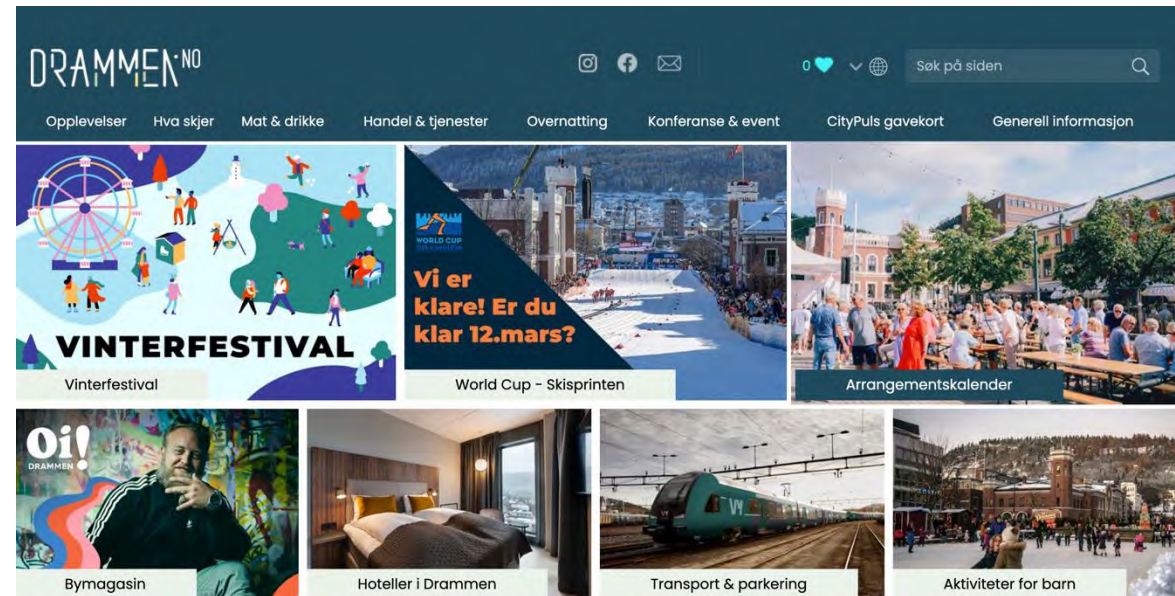 DRAMMEN.NO
0
Søk på siden
Opplevelser Hva skjer Mat & drikke Handel & tjenester Overnatting Konferanse & event CityPuls gavekort Generell informasjon
VINTERFESTIVAL
Vinterfestival
WORLD CUP
DRAMMEN
Vi er
klare! Er du
klar 12.mars?
World Cup - Skisprinten
Arrangementskalender
Oi!
DRAMMEN
Bymagasin
Hoteller i Drammen
VY
Transport & parkering
Aktiviteter for barn